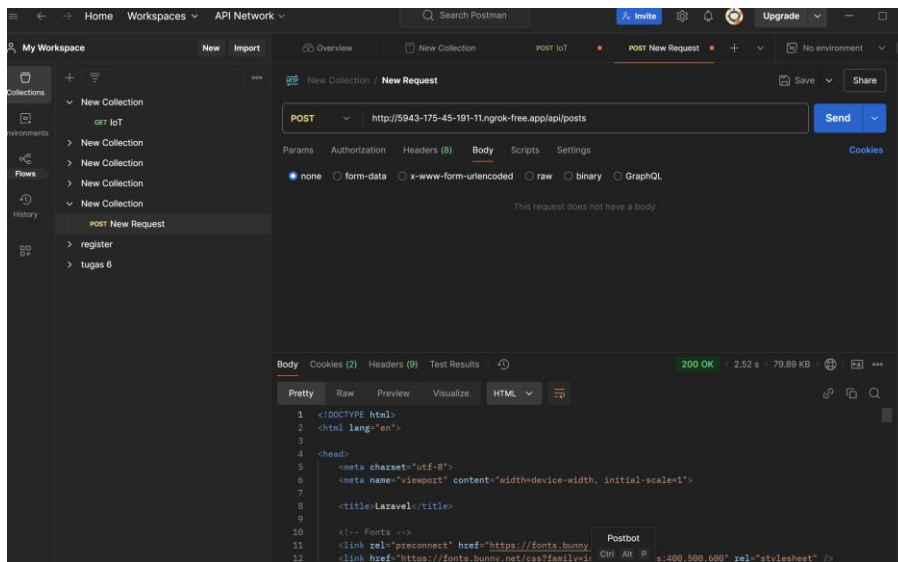 Home Workspaces API Network Search Postman Invite Upgrade
My Workspace New Import Overview New Collection POST IoT POST New Request No environment
Collections
New Collection / New Request Save Share
New Collection
GET IoT
POST http://5943-175-45-191-11.ngrok-free.app/api/posts Send
New Collection
New Collection
Params Authorization Headers (8) Body Scripts Settings Cookies
Flows
New Collection
none form-data x-www-form-urlencoded raw binary GraphQL
New Collection
History
This request does not have a body
POST New Request
register
tugas 6
Body Cookies (2) Headers (9) Test Results 200 OK 2.52 s 79.89 KB
Pretty Raw Preview Visualize HTML
1 <!DOCTYPE html>
2 <html lang="en">
3
4 <head>
5 <meta charset="utf-8">
6 <meta name="viewport" content="width=device-width, initial-scale=1">
7
8 <title>Laravel</title>
9
10 <!-- Fonts -->
Postbot
11 <link rel="preconnect" href="https://fonts.bunny
Ctrl Alt P
12 <link href="https://fonts.bunny.net/css?family=i s:400,500,600" rel="stylesheet" />